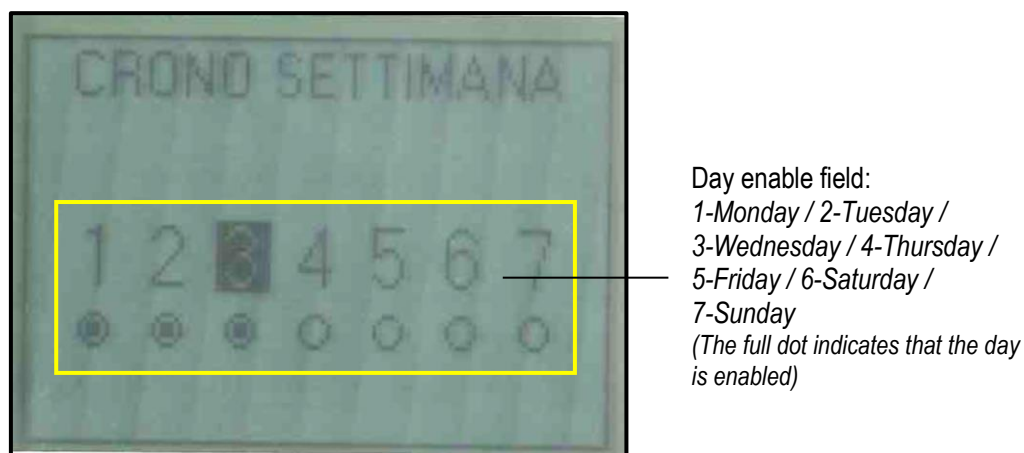 CRONO SETTIMANA
1 2 3 4 5 6 7
Day enable field:
1-Monday / 2-Tuesday /
3-Wednesday / 4-Thursday /
5-Friday / 6-Saturday /
7-Sunday
(The full dot indicates that the day
is enabled)